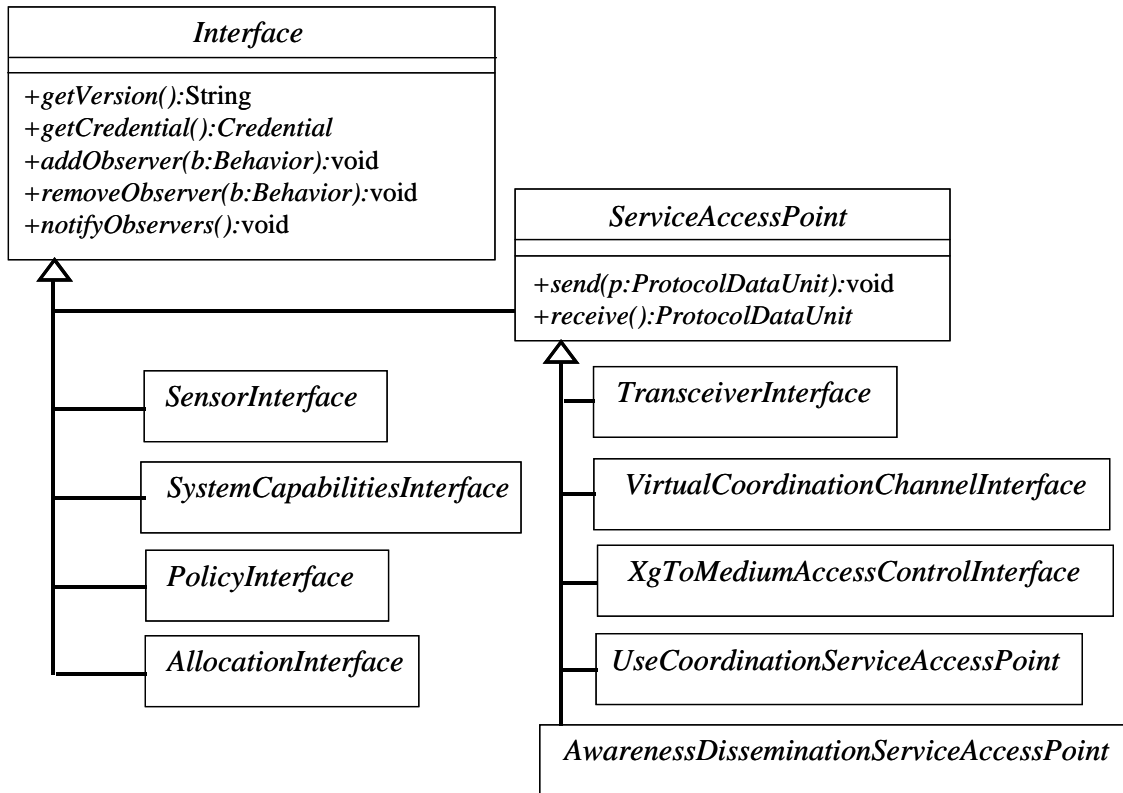 Interface
+getVersion():String
+getCredential():Credential
+addObserver(b:Behavior):void
+removeObserver(b:Behavior):void
+notifyObservers():void
ServiceAccessPoint
+send(p:ProtocolDataUnit):void
+receive():ProtocolDataUnit
SensorInterface
SystemCapabilitiesInterface
PolicyInterface
AllocationInterface
TransceiverInterface
VirtualCoordinationChannelInterface
XgToMediumAccessControlInterface
UseCoordinationServiceAccessPoint
AwarenessDisseminationServiceAccessPoint